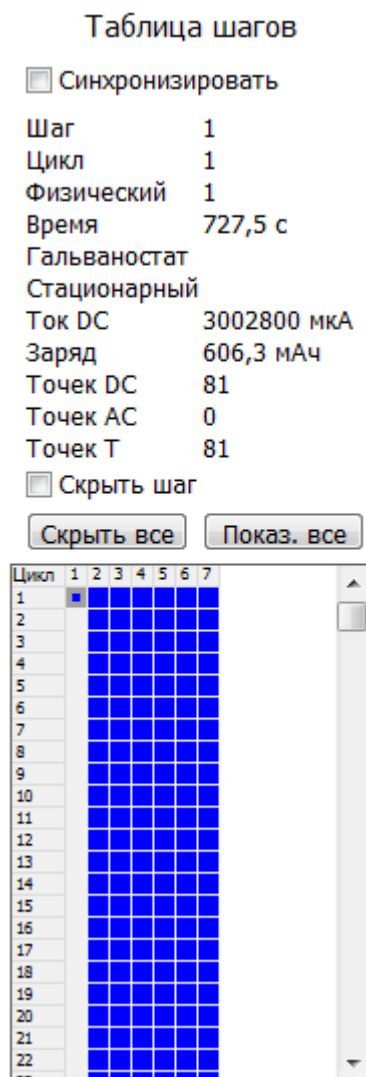 Таблица шагов
Синхронизировать
Шаг 1
Цикл 1
Физический 1
Время 727,5 с
Гальваностат
Стационарный
Ток DC 3002800 мкА
Заряд 606,3 мАч
Точек DC 81
Точек AC 0
Точек T 81
Скрыть шаг
Скрыть все Показ. все
Цикл 1 2 3 4 5 6 7
1
2
3
4
5
6
7
8
9
10
11
12
13
14
15
16
17
18
19
20
21
22